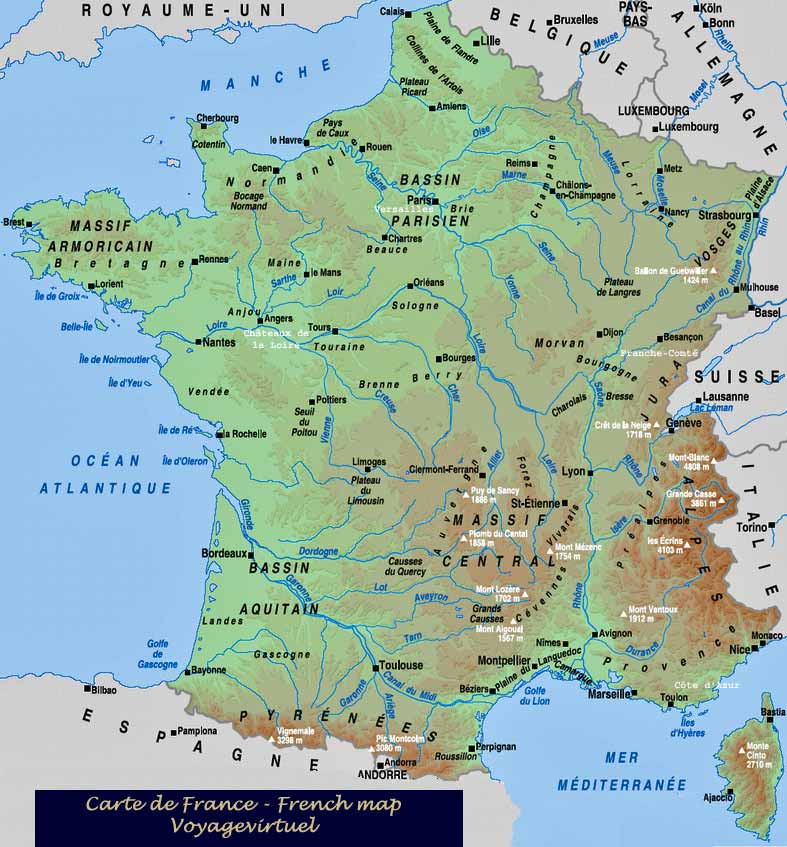 ROYAUME-UNI
Calais
Plaine de Flandre
Lille
BELGIQUE
Bruxelles
PAYS-
BAS
Köln
Bonn
Rhein
ALLEMAGNE
Meuse
Mosel
MANCHE
Collines de l'Artois
Plateau
Picard
Amiens
LUXEMBOURG
Luxembourg
Cherbourg
Cotentin
Pays
de Caux
le Havre
Rouen
Oise
Caen
Normandie
Seine
BASSIN
Reims
Marne
Champagne
Meuse
Lorraine
Metz
Moselle
Plaine
d'Alsace
Bocage
Normand
Paris
Versailles
Brie
PARISIEN
Châlons-
en-Champagne
Nancy
Strasbourg
Brest
MASSIF
ARMORICAIN
Bretagne
Chartres
Beauce
Seine
VOSGES
Rhin
Rennes
Maine
le Mans
Sarthe
Loir
Yonne
Plateau
de Langres
Ballon de Guebwiller
1424 m
Canal du Rhône au Rhin
Lorient
Île de Groix
Orléans
Sologne
Mulhouse
Basel
Belle-Île
Anjou
Angers
Loire
Châteaux de
la Loire
Tours
Touraine
Nantes
Loire
Morvan
Dijon
Besançon
Bourgogne
Franche-Conté
Île de Noirmoutier
Île d'Yeu
Bourges
Berry
Brenne
Cher
Creuse
Vendée
Poitiers
Seuil
du
Poitou
Vienne
Saône
Charolais
Bresse
JURA
SUISSE
Lausanne
Lac Léman
Genève
Crêt de la Neige
1718 m
Île de Ré
la Rochelle
Île d'Oleron
OCÉAN
ATLANTIQUE
Limoges
Plateau
du
Limousin
Clermont-Ferrand
Allier
Forez
Loire
Lyon
Rhône
Mont-Blanc
4808 m
Grande Casse
3861 m
ITALIE
Puy de Sancy
1886 m
Auvergne
MASSIF
CENTRAL
St-Étienne
Vivarais
Isère
Grenoble
Préalpes
ALPES
les Ecrins
4103 m
Torino
Gironde
Bordeaux
BASSIN
AQUITAIN
Dordogne
Plomb du Cantal
1858 m
Mont Mézenc
1754 m
Causses
du Quercy
Lot
Garonne
Aveyron
Mont Lozère
1702 m
Cévennes
Grands
Causses
Mont Aigoual
1567 m
Rhône
Mont Ventoux
1912 m
Landes
Tarn
Avignon
Durance
Provence
Monaco
Nice
Golfe
de
Gascogne
Gascogne
Bayonne
Toulouse
Garonne
Canal du Midi
Ariège
Nîmes
Montpellier
Plaine du Languedoc
Camargue
Béziers
Golfe
du Lion
Marseille
Toulon
Côte d'Azur
Îles
d'Hyères
Bilbao
Pamplona
ESPAGNE
PYRÉNÉES
Vignemale
3298 m
Pic Montcolm
3080 m
Andorra
ANDORRE
Roussillon
Perpignan
MER
MÉDITERRANÉE
Bastia
Monte
Cinto
2710 m
Ajaccio
Carte de France - French map
Voyagevirtuel